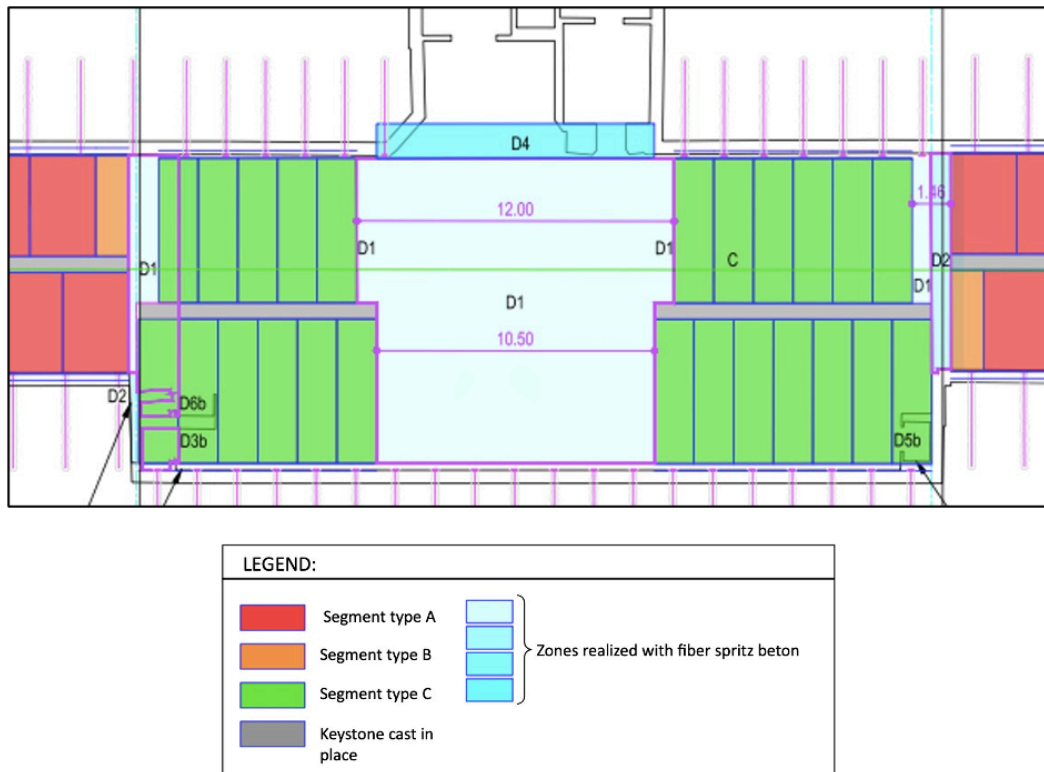 D4
1.46
12.00
D1
D1
C
D1
D2
D1
D1
10.50
D2
D6b
D3b
D5b
LEGEND:
Segment type A
Segment type B
Zones realized with fiber spritz beton
Segment type C
Keystone cast in
place